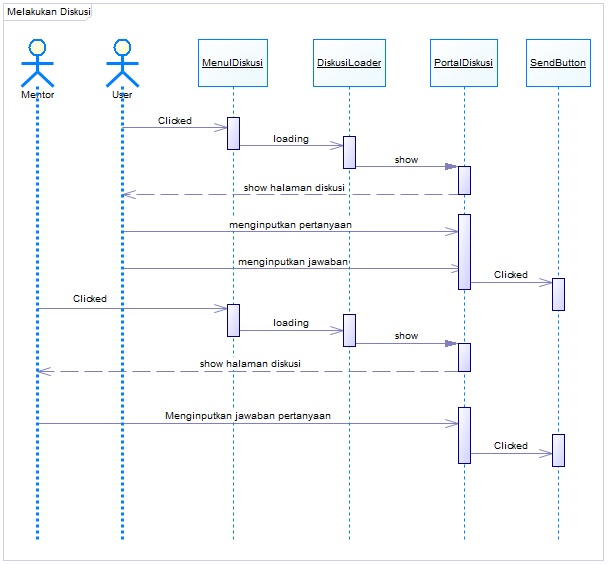 Melakukan Diskusi
MenuIDiskusi
DiskusiLoader
PortalDiskusi
SendButton
Mentor
User
Clicked
loading
show
show halaman diskusi
menginputkan pertanyaan
menginputkan jawaban
Clicked
Clicked
loading
show
show halaman diskusi
Menginputkan jawaban pertanyaan
Clicked